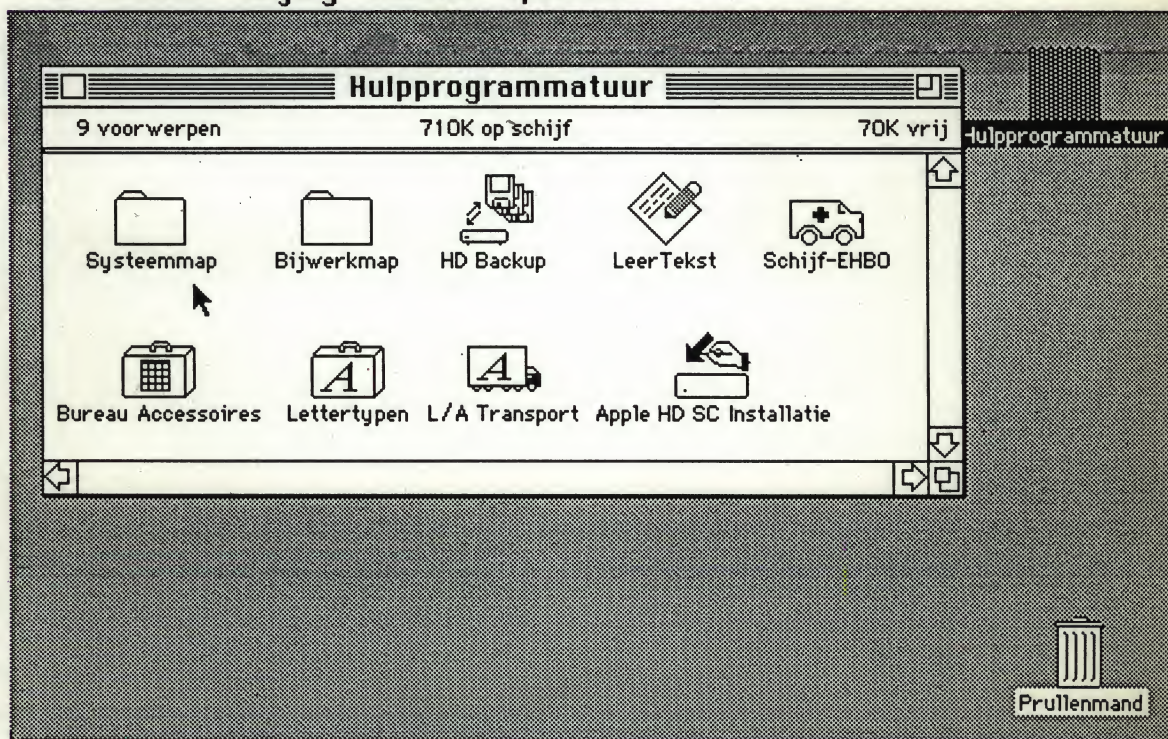 Hulpprogrammatuur
9 voorwerpen 710K op schijf 70K vrij
Hulpprogrammatuur
Systeemmap Bijwerkmap HD Backup LeerTekst Schijf-EHBO
A A
Bureau Accessoires Lettertypen L/A Transport Apple HD SC Installatie
Prullenmand